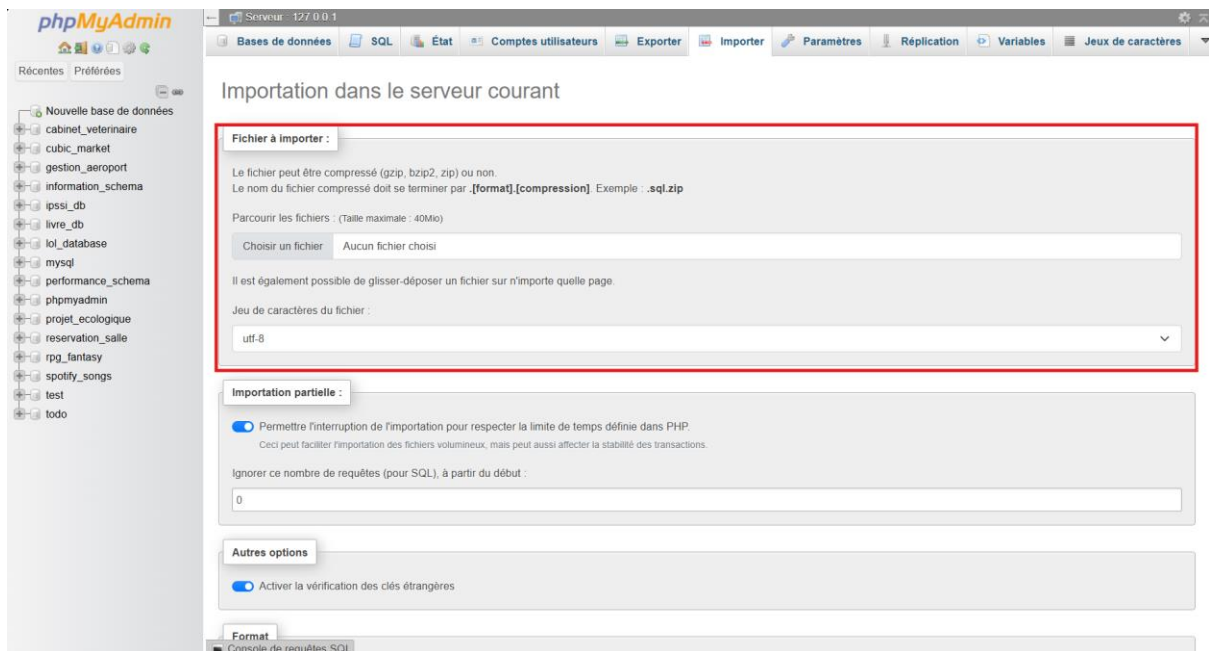 phpMyAdmin
Récentes Préférées
Nouvelle base de données
cabinet_veterinaire
cubic_market
gestion_aeroport
information_schema
ipssi_db
livre_db
lol_database
mysql
performance_schema
phpmyadmin
projet_ecologique
reservation_salle
rpg_fantasy
spotify_songs
test
todo
Serveur : 127.0.0.1
Bases de données SQL État Comptes utilisateurs Exporter Importer Paramètres Réplication Variables Jeux de caractères
Importation dans le serveur courant
Fichier à importer :
Le fichier peut être compressé (gzip, bzip2, zip) ou non.
Le nom du fichier compressé doit se terminer par .[format].[compression]. Exemple : .sql.zip
Parcourir les fichiers : (Taille maximale : 40Mio)
Choisir un fichier Aucun fichier choisi
Il est également possible de glisser-déposer un fichier sur n'importe quelle page.
Jeu de caractères du fichier :
utf-8
Importation partielle :
Permettre l'interruption de l'importation pour respecter la limite de temps définie dans PHP.
Ceci peut faciliter l'importation des fichiers volumineux, mais peut aussi affecter la stabilité des transactions.
Ignorer ce nombre de requêtes (pour SQL), à partir du début :
0
Autres options
Activer la vérification des clés étrangères
Format
Console de requêtes SQL